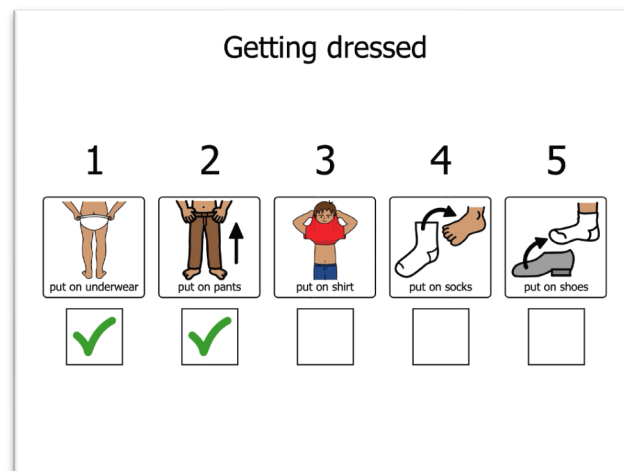 Getting dressed
1 2 3 4 5
put on underwear put on pants put on shirt put on socks put on shoes